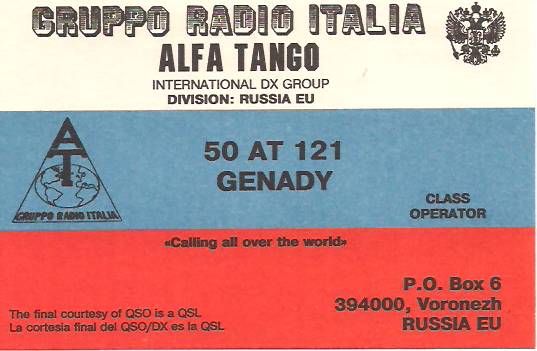 GRUPPO RADIO ITALIA
ALFA TANGO
INTERNATIONAL DX GROUP
DIVISION: RUSSIA EU
50 AT 121
GENADY
AT
GRUPPO RADIO ITALIA
CLASS
OPERATOR
«Calling all over the world»
P.O. Box 6
394000, Voronezh
RUSSIA EU
The final courtesy of QSO is a QSL
La cortesia final del QSO/DX es la QSL